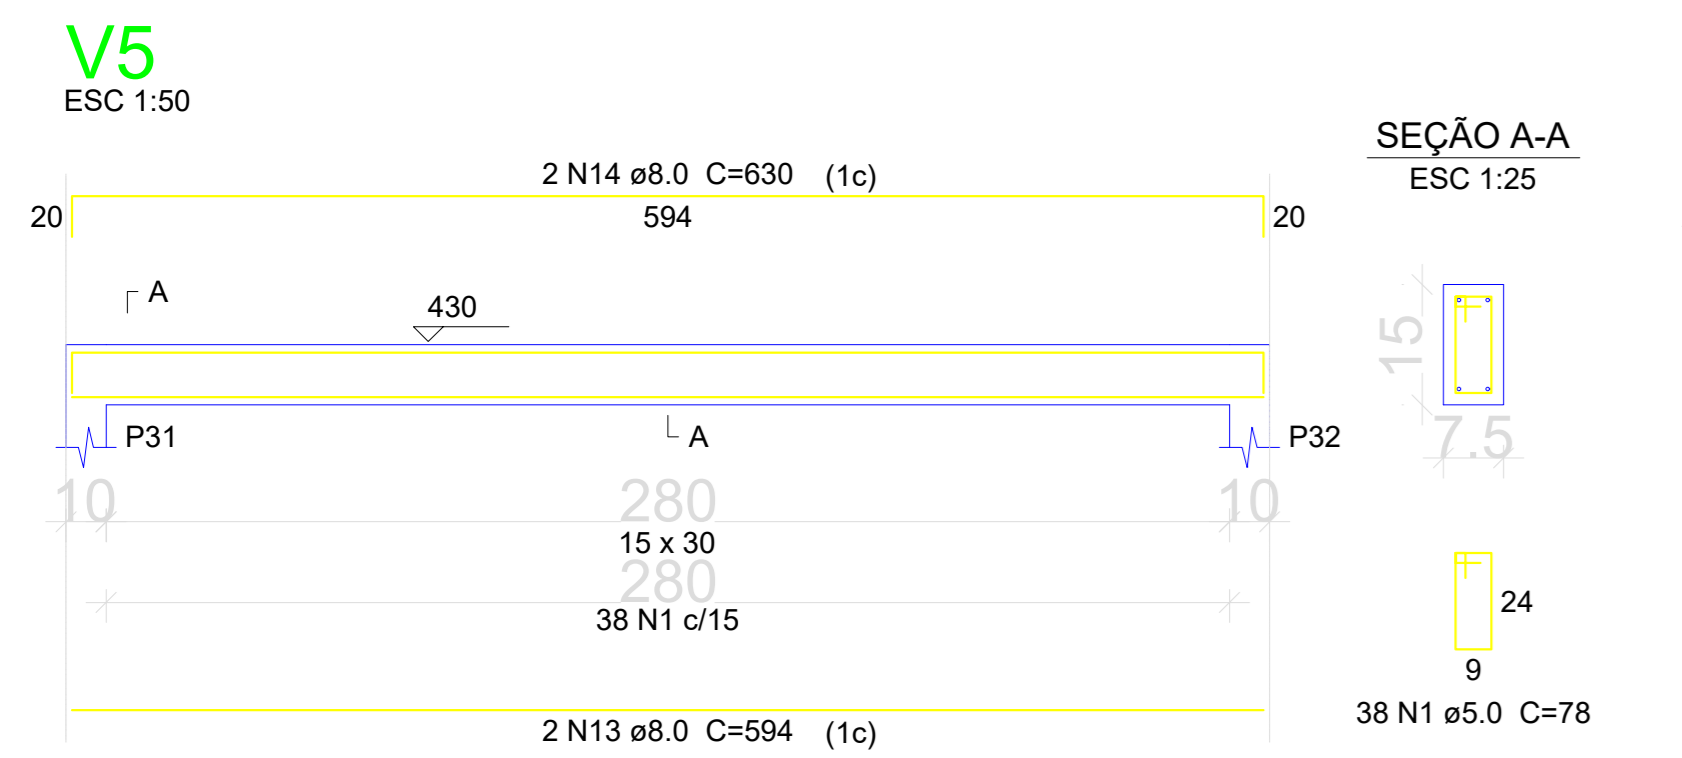 V5
ESC 1:50
SEÇÃO A-A
ESC 1:25
2 N14 ø8.0 C=630 (1c)
20 594 20
A
430
15
7.5
P31 A P32
10 280 10
15 x 30
280
38 N1 c/15
24
9
38 N1 ø5.0 C=78
2 N13 ø8.0 C=594 (1c)